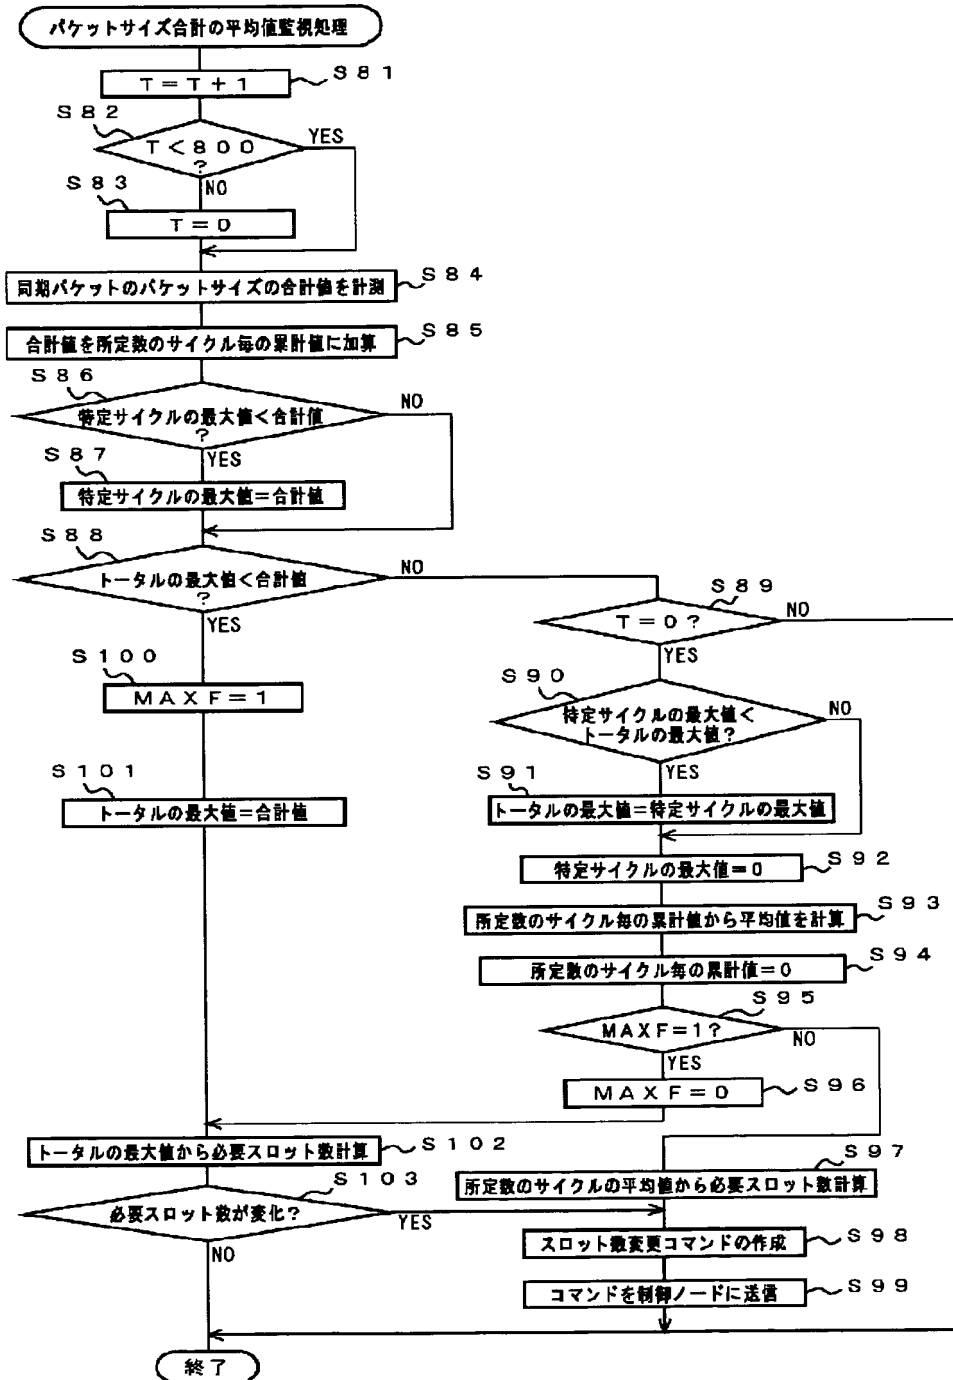 パケットサイズ合計の平均値監視処理
T=T+1
S81
S82
T<800
?
YES
NO
S83
T=0
同期パケットのパケットサイズの合計値を計測
S84
合計値を所定数のサイクル毎の累計値に加算
S85
S86
特定サイクルの最大値<合計値
?
NO
YES
S87
特定サイクルの最大値=合計値
S88
トータルの最大値<合計値
?
NO
YES
S89
T=0?
NO
YES
S100
MAXF=1
S90
特定サイクルの最大値<
トータルの最大値?
NO
YES
S101
トータルの最大値=合計値
S91
トータルの最大値=特定サイクルの最大値
特定サイクルの最大値=0
S92
所定数のサイクル毎の累計値から平均値を計算
S93
所定数のサイクル毎の累計値=0
S94
S95
MAXF=1?
NO
YES
MAXF=0
S96
トータルの最大値から必要スロット数計算
S102
S97
所定数のサイクルの平均値から必要スロット数計算
S103
必要スロット数が変化?
YES
NO
スロット数変更コマンドの作成
S98
コマンドを制御ノードに送信
S99
終了